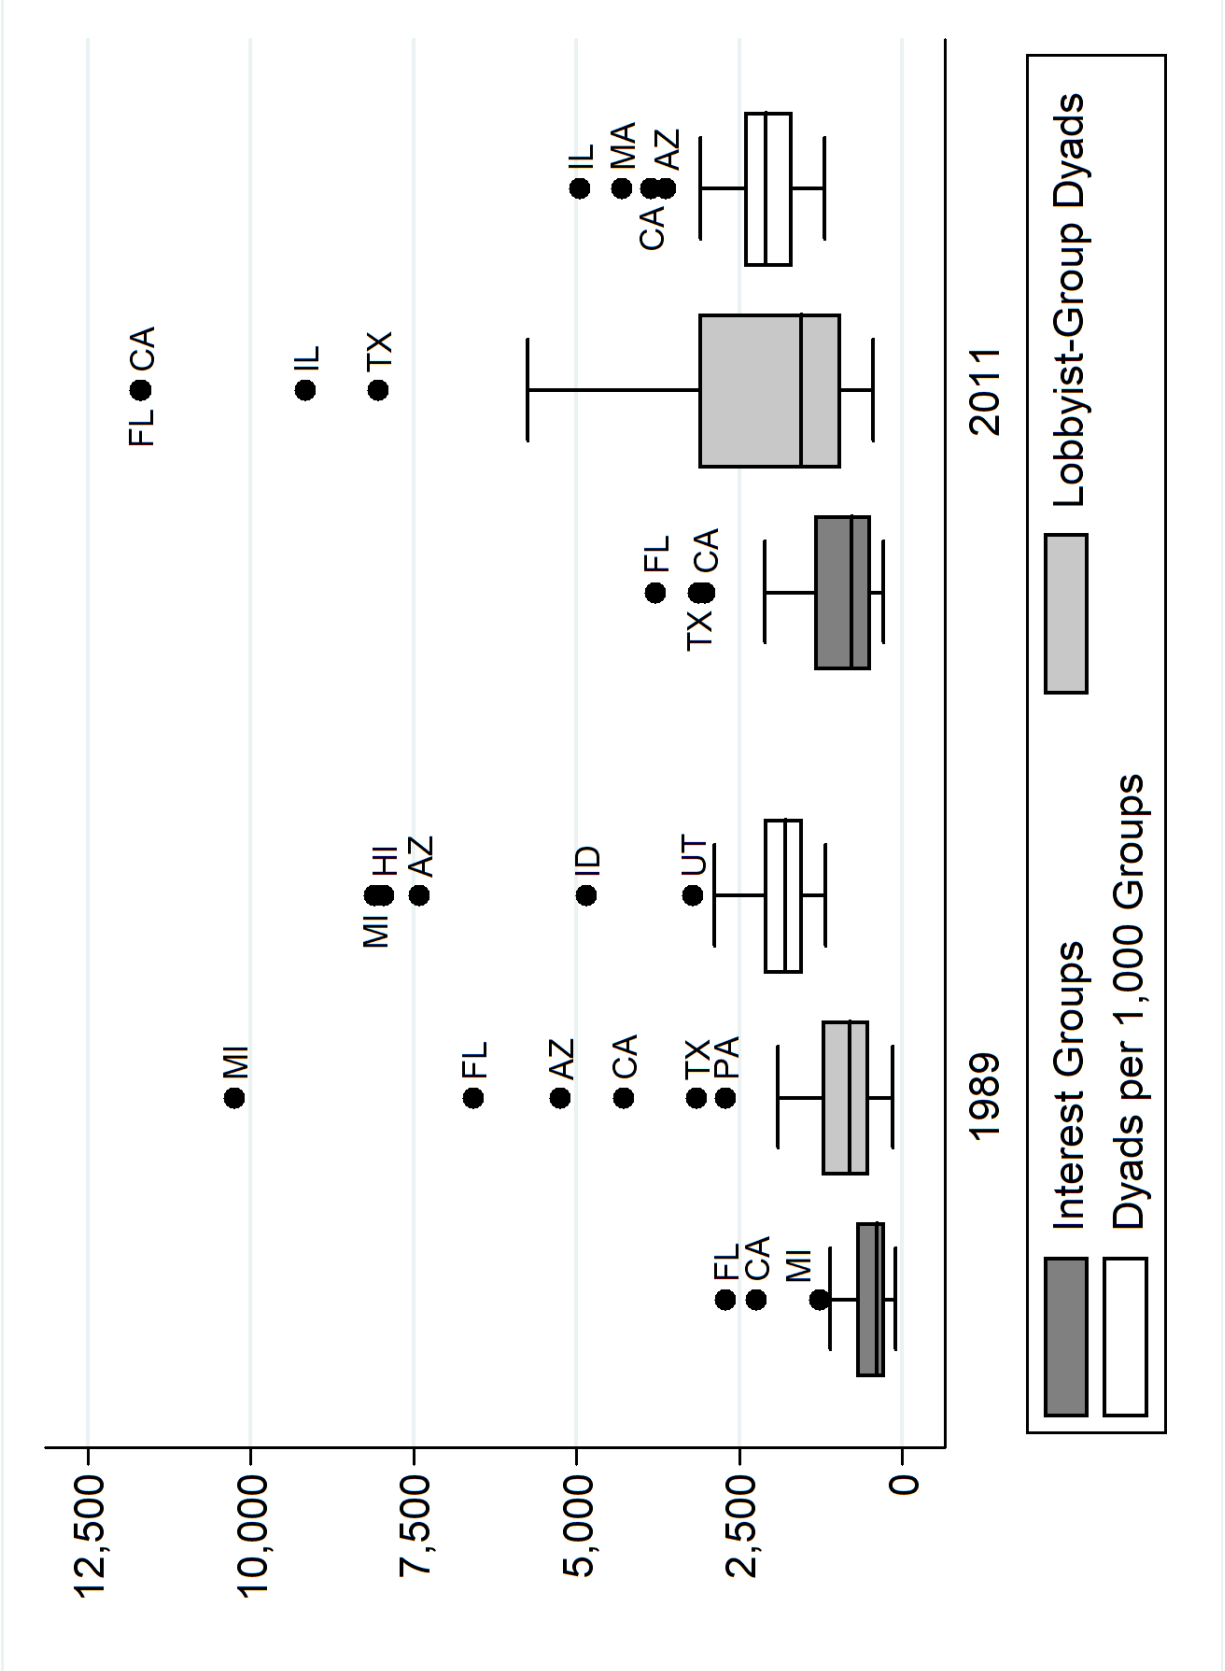 12,500
10,000
7,500
5,000
2,500
0
FL
CA
MI
MI
FL
AZ
CA
TX
PA
MI
HI
AZ
ID
UT
FL
TX
CA
FL
CA
IL
TX
IL
MA
CA
AZ
1989
2011
Interest Groups
Lobbyist-Group Dyads
Dyads per 1,000 Groups